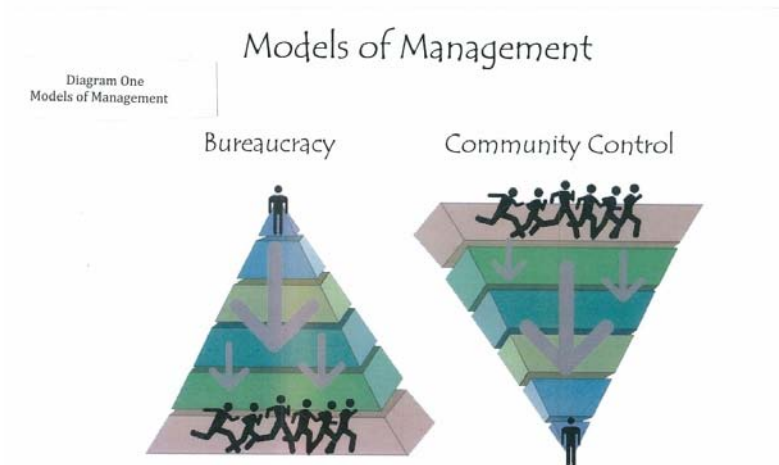 Models of Management
Diagram One
Models of Management
Bureaucracy
Community Control